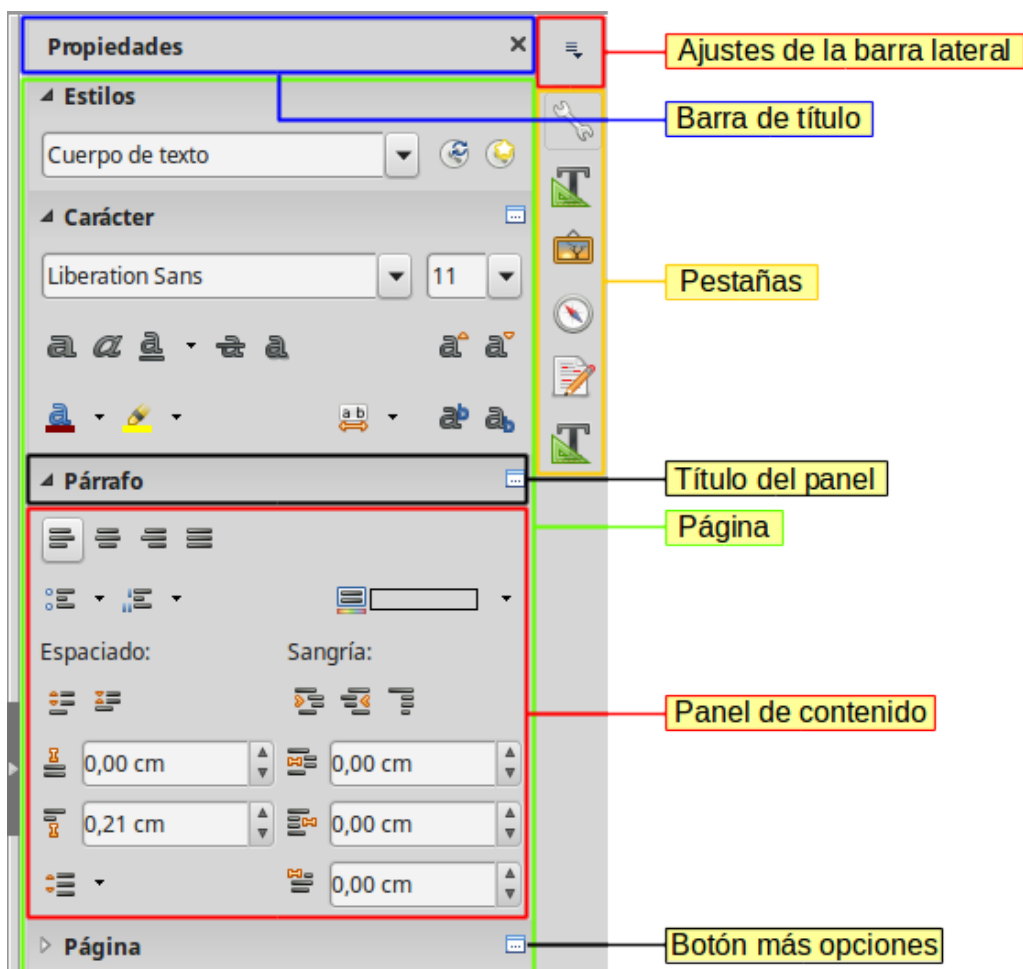 Propiedades
Ajustes de la barra lateral
Estilos
Barra de título
Cuerpo de texto
Carácter
Liberation Sans 11
Pestañas
Párrafo
Título del panel
Página
Espaciado: Sangría:
Panel de contenido
0,00 cm 0,00 cm
0,21 cm 0,00 cm
0,00 cm
Página
Botón más opciones